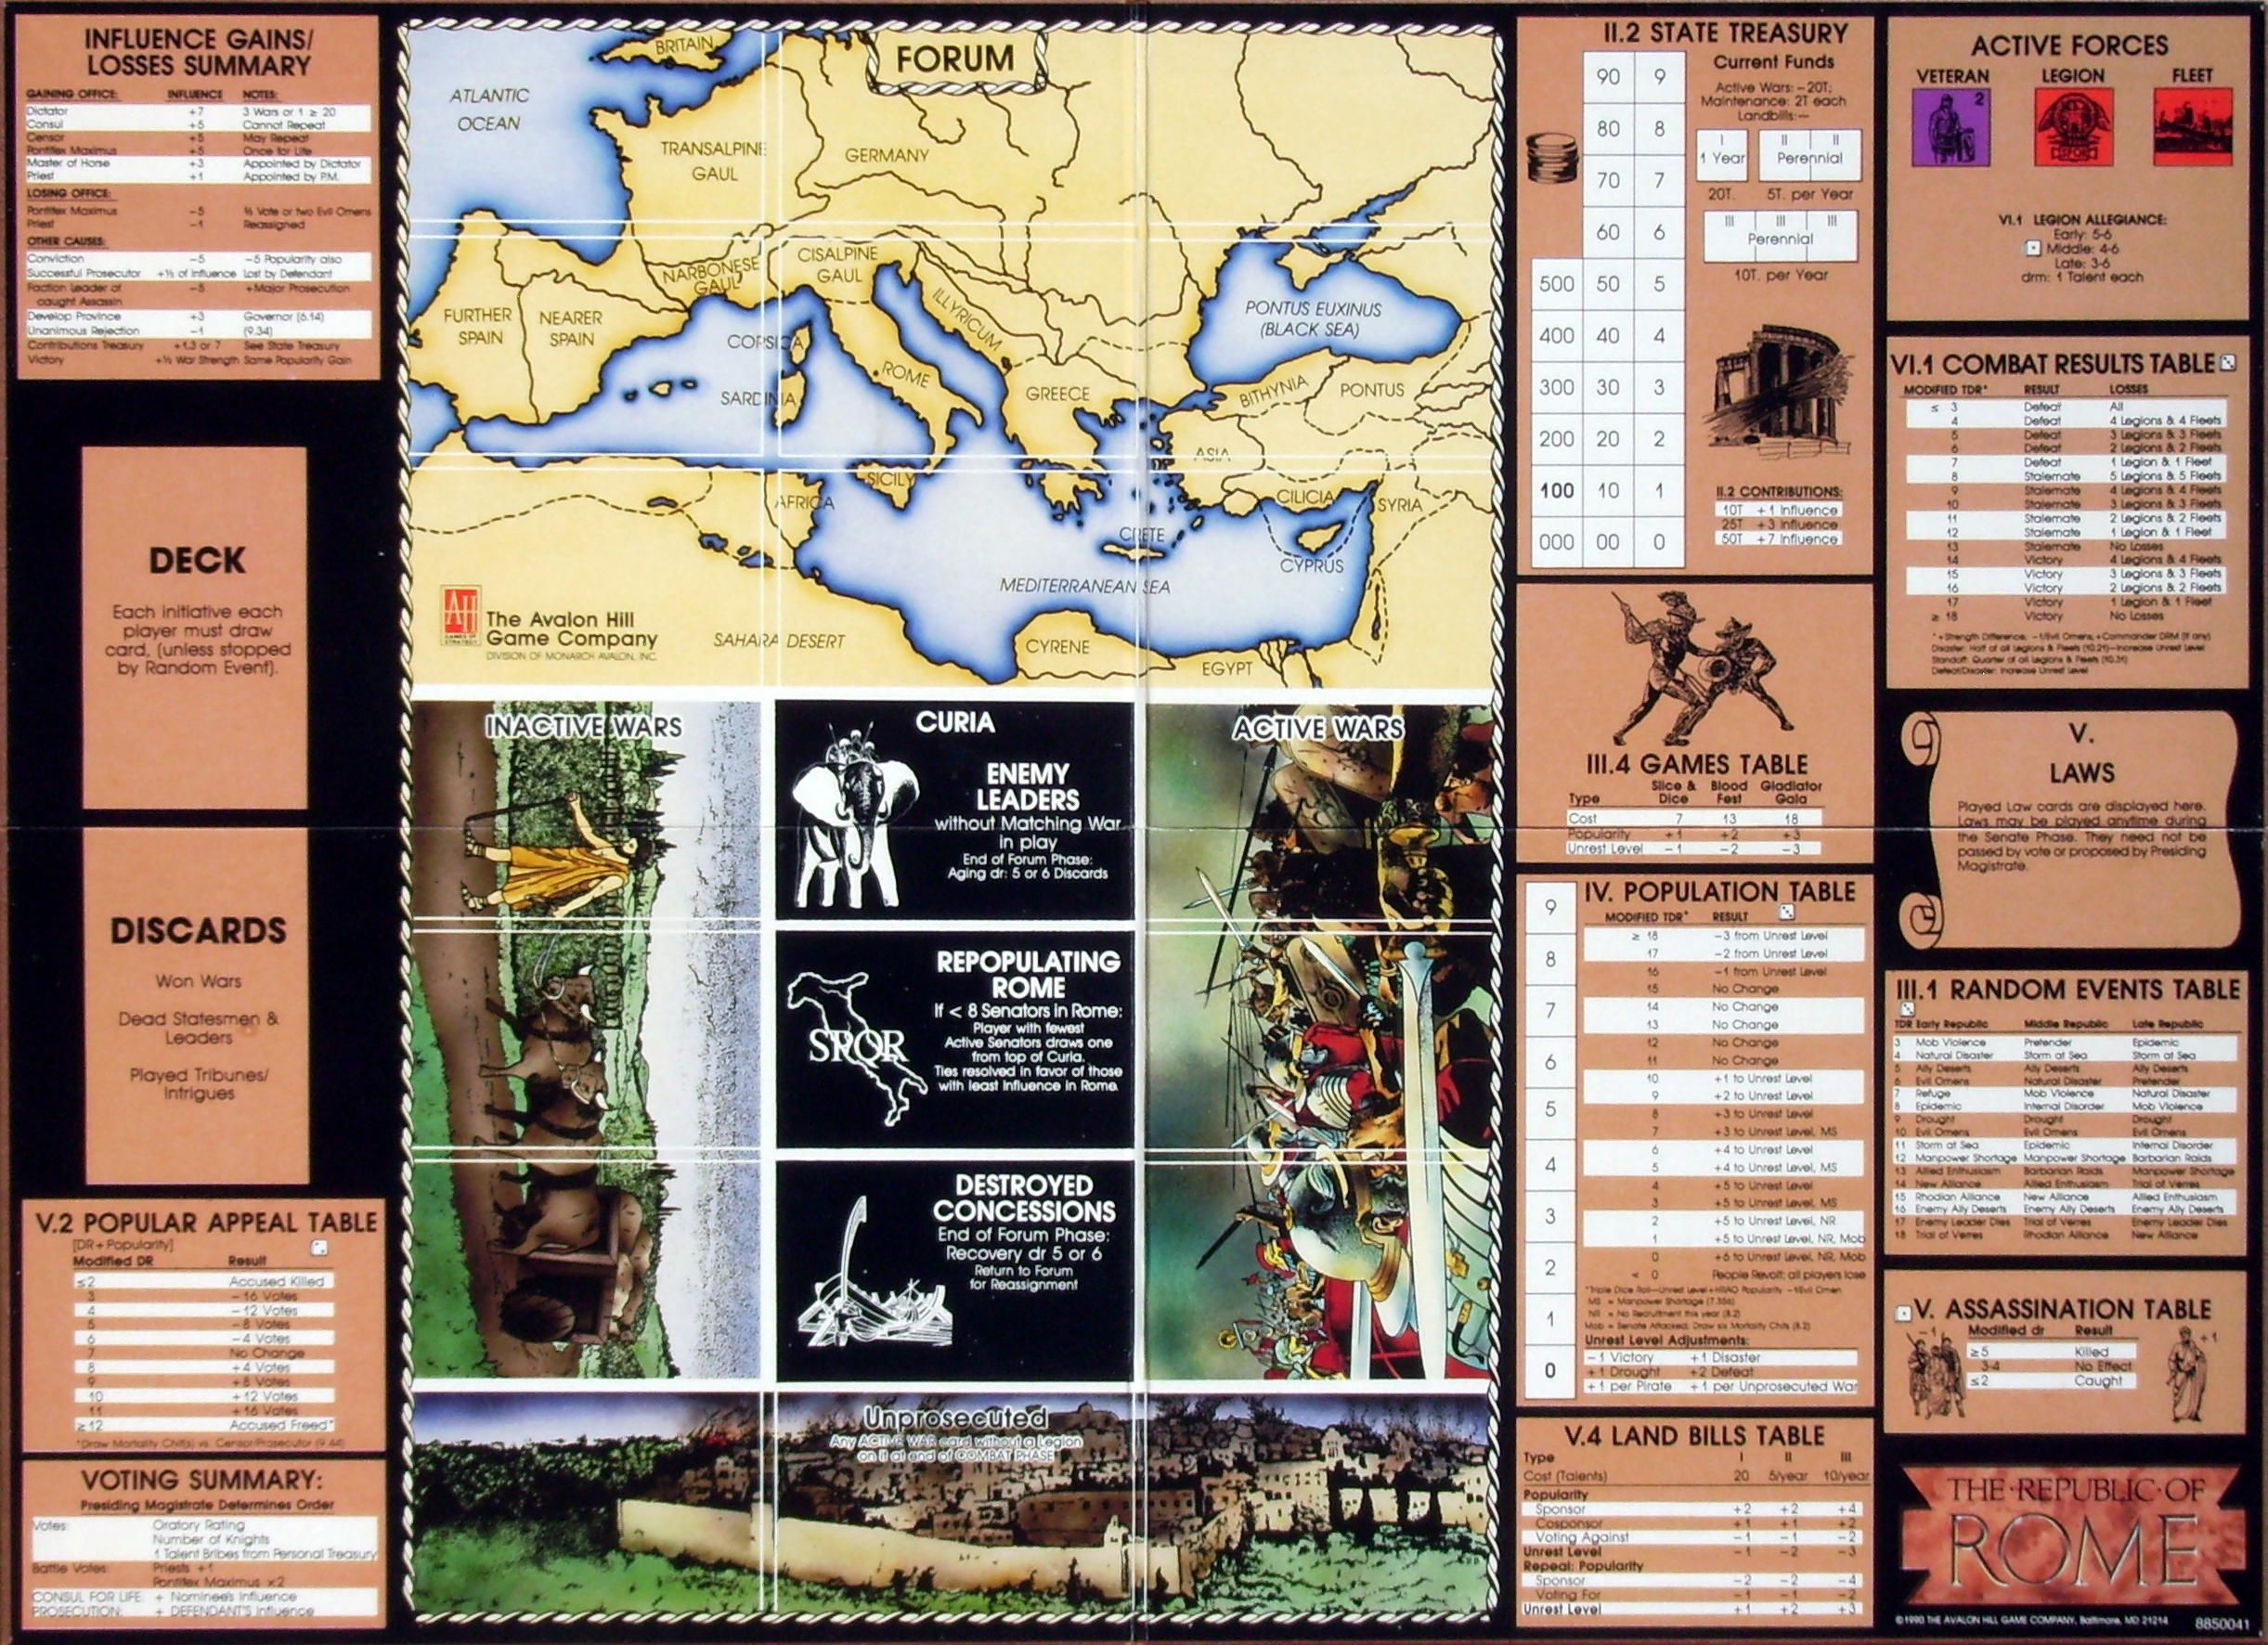 INFLUENCE GAINS/
LOSSES SUMMARY
GAINING OFFICE: INFLUENCE NOTES:
Dictator +7 3 Wars or 1 ≥ 20
Consul +5 Cannot Repeat
Censor +5 May Repeat
Pontifex Maximus +5 Once for Life
Master of Horse +3 Appointed by Dictator
Priest +1 Appointed by P.M.
LOSING OFFICE:
Pontifex Maximus -5 ⅔ Vote or two Evil Omens
Priest -1 Reassigned
OTHER CAUSES:
Conviction -5 -5 Popularity also
Successful Prosecutor +½ of Influence Lost by Defendant
Faction Leader of -5 +Major Prosecution
caught Assassin
Develop Province +3 Governor (6.14)
Unanimous Rejection -1 (9.34)
Contributions Treasury +1,3 or 7 See State Treasury
Victory +½ War Strength Same Popularity Gain
DECK
Each initiative each
player must draw
card, (unless stopped
by Random Event).
DISCARDS
Won Wars
Dead Statesmen &
Leaders
Played Tribunes/
Intrigues
V.2 POPULAR APPEAL TABLE
[DR+Popularity]
Modified DR Result
≤2 Accused Killed
3 -16 Votes
4 -12 Votes
5 -8 Votes
6 -4 Votes
7 No Change
8 +4 Votes
9 +8 Votes
10 +12 Votes
11 +16 Votes
≥12 Accused Freed*
*Draw Mortality Chit(s) vs. Censor/Prosecutor (9.44)
VOTING SUMMARY:
Presiding Magistrate Determines Order
Votes: Oratory Rating
Number of Knights
1 Talent Bribes from Personal Treasury
Battle Votes: Priests +1
Pontifex Maximus ×2
CONSUL FOR LIFE: + Nominee's Influence
PROSECUTION: + DEFENDANT'S Influence
FORUM
BRITAIN
ATLANTIC
OCEAN
TRANSALPINE
GAUL
GERMANY
NARBONESE
GAUL
CISALPINE
GAUL
ILLYRICUM
PONTUS EUXINUS
(BLACK SEA)
FURTHER
SPAIN
NEARER
SPAIN
CORSICA
ROME
SARDINIA
GREECE
BITHYNIA
PONTUS
ASIA
SICILY
AFRICA
CILICIA
SYRIA
CRETE
CYPRUS
MEDITERRANEAN SEA
SAHARA DESERT
CYRENE
EGYPT
AH
GAMES OF
STRATEGY
The Avalon Hill
Game Company
DIVISION OF MONARCH AVALON, INC.
INACTIVE WARS
CURIA
ENEMY
LEADERS
without Matching War
in play
End of Forum Phase:
Aging dr: 5 or 6 Discards
REPOPULATING
ROME
If < 8 Senators in Rome:
Player with fewest
Active Senators draws one
from top of Curia.
Ties resolved in favor of those
with least Influence in Rome.
SPQR
DESTROYED
CONCESSIONS
End of Forum Phase:
Recovery dr 5 or 6
Return to Forum
for Reassignment
ACTIVE WARS
Unprosecuted
Any ACTIVE WAR card without a Legion
on it at end of COMBAT PHASE
II.2 STATE TREASURY
90 9
80 8
70 7
60 6
500 50 5
400 40 4
300 30 3
200 20 2
100 10 1
000 00 0
Current Funds
Active Wars: -20T;
Maintenance: 2T each
Landbills:-
I II II
1 Year Perennial
20T. 5T. per Year
III III III
Perennial
10T. per Year
II.2 CONTRIBUTIONS:
10T +1 Influence
25T +3 Influence
50T +7 Influence
III.4 GAMES TABLE
Type Slice & Dice Blood Fest Gladiator Gala
Cost 7 13 18
Popularity +1 +2 +3
Unrest Level -1 -2 -3
9
8
7
6
5
4
3
2
1
0
IV. POPULATION TABLE
MODIFIED TDR* RESULT
≥ 18 -3 from Unrest Level
17 -2 from Unrest Level
16 -1 from Unrest Level
15 No Change
14 No Change
13 No Change
12 No Change
11 No Change
10 +1 to Unrest Level
9 +2 to Unrest Level
8 +3 to Unrest Level
7 +3 to Unrest Level, MS
6 +4 to Unrest Level
5 +4 to Unrest Level, MS
4 +5 to Unrest Level
3 +5 to Unrest Level, MS
2 +5 to Unrest Level, NR
1 +5 to Unrest Level, NR, Mob
0 +6 to Unrest Level, NR, Mob
< 0 People Revolt; all players lose
*Triple Dice Roll-Unrest Level+HRAO Popularity -1/Evil Omen
MS = Manpower Shortage (7.356)
NR = No Recruitment this year (8.2)
Mob = Senate Attacked; Draw six Mortality Chits (8.2)
Unrest Level Adjustments:
-1 Victory +1 Disaster
+1 Drought +2 Defeat
+1 per Pirate +1 per Unprosecuted War
V.4 LAND BILLS TABLE
Type I II III
Cost (Talents) 20 5/year 10/year
Popularity
Sponsor +2 +2 +4
Cosponsor +1 +1 +2
Voting Against -1 -1 -2
Unrest Level -1 -2 -3
Repeal: Popularity
Sponsor -2 -2 -4
Voting For -1 -1 -2
Unrest Level +1 +2 +3
ACTIVE FORCES
VETERAN LEGION FLEET
2
VI.1 LEGION ALLEGIANCE:
Early: 5-6
Middle: 4-6
Late: 3-6
drm: 1 Talent each
VI.1 COMBAT RESULTS TABLE
MODIFIED TDR* RESULT LOSSES
≤ 3 Defeat All
4 Defeat 4 Legions & 4 Fleets
5 Defeat 3 Legions & 3 Fleets
6 Defeat 2 Legions & 2 Fleets
7 Defeat 1 Legion & 1 Fleet
8 Stalemate 5 Legions & 5 Fleets
9 Stalemate 4 Legions & 4 Fleets
10 Stalemate 3 Legions & 3 Fleets
11 Stalemate 2 Legions & 2 Fleets
12 Stalemate 1 Legion & 1 Fleet
13 Stalemate No Losses
14 Victory 4 Legions & 4 Fleets
15 Victory 3 Legions & 3 Fleets
16 Victory 2 Legions & 2 Fleets
17 Victory 1 Legion & 1 Fleet
≥ 18 Victory No Losses
*+Strength Difference; -1/Evil Omens; +Commander DRM (if any)
Disaster: Half of all Legions & Fleets (10.21)-Increase Unrest Level
Standoff: Quarter of all Legions & Fleets (10.31)
Defeat/Disaster: Increase Unrest Level
V.
LAWS
Played Law cards are displayed here.
Laws may be played anytime during
the Senate Phase. They need not be
passed by vote or proposed by Presiding
Magistrate.
III.1 RANDOM EVENTS TABLE
TDR Early Republic Middle Republic Late Republic
3 Mob Violence Pretender Epidemic
4 Natural Disaster Storm at Sea Storm at Sea
5 Ally Deserts Ally Deserts Ally Deserts
6 Evil Omens Natural Disaster Pretender
7 Refuge Mob Violence Natural Disaster
8 Epidemic Internal Disorder Mob Violence
9 Drought Drought Drought
10 Evil Omens Evil Omens Evil Omens
11 Storm at Sea Epidemic Internal Disorder
12 Manpower Shortage Manpower Shortage Barbarian Raids
13 Allied Enthusiasm Barbarian Raids Manpower Shortage
14 New Alliance Allied Enthusiasm Trial of Verres
15 Rhodian Alliance New Alliance Allied Enthusiasm
16 Enemy Ally Deserts Enemy Ally Deserts Enemy Ally Deserts
17 Enemy Leader Dies Trial of Verres Enemy Leader Dies
18 Trial of Verres Rhodian Alliance New Alliance
V. ASSASSINATION TABLE
-1 Modified dr Result +1
≥5 Killed
3-4 No Effect
≤2 Caught
THE·REPUBLIC·OF
ROME
©1990 THE AVALON HILL GAME COMPANY, Baltimore, MD 21214 8850041